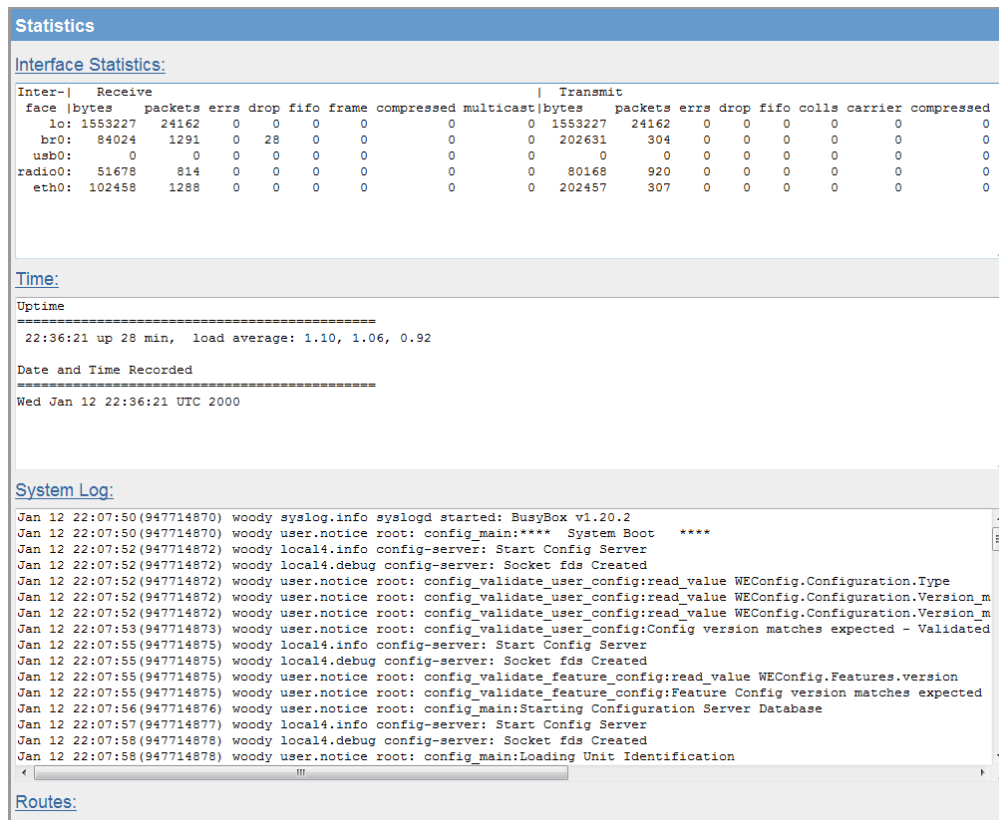 Statistics
Interface Statistics:
Inter-|   Receive                                                |  Transmit
 face |bytes    packets errs drop fifo frame compressed multicast|bytes    packets errs drop fifo colls carrier compressed
    lo: 1553227   24162    0    0    0     0          0         0  1553227   24162    0    0    0     0       0          0
   br0:   84024    1291    0   28    0     0          0         0   202631     304    0    0    0     0       0          0
  usb0:       0       0    0    0    0     0          0         0        0       0    0    0    0     0       0          0
radio0:   51678     814    0    0    0     0          0         0    80168     920    0    0    0     0       0          0
  eth0:  102458    1288    0    0    0     0          0         0   202457     307    0    0    0     0       0          0
Time:
Uptime
=============================================
 22:36:21 up 28 min,  load average: 1.10, 1.06, 0.92
Date and Time Recorded
=============================================
Wed Jan 12 22:36:21 UTC 2000
System Log:
Jan 12 22:07:50(947714870) woody syslog.info syslogd started: BusyBox v1.20.2
Jan 12 22:07:50(947714870) woody user.notice root: config_main:****  System Boot   ****
Jan 12 22:07:52(947714872) woody local4.info config-server: Start Config Server
Jan 12 22:07:52(947714872) woody local4.debug config-server: Socket fds Created
Jan 12 22:07:52(947714872) woody user.notice root: config_validate_user_config:read_value WEConfig.Configuration.Type
Jan 12 22:07:52(947714872) woody user.notice root: config_validate_user_config:read_value WEConfig.Configuration.Version_m
Jan 12 22:07:52(947714872) woody user.notice root: config_validate_user_config:read_value WEConfig.Configuration.Version_m
Jan 12 22:07:53(947714873) woody user.notice root: config_validate_user_config:Config version matches expected - Validated
Jan 12 22:07:55(947714875) woody local4.info config-server: Start Config Server
Jan 12 22:07:55(947714875) woody local4.debug config-server: Socket fds Created
Jan 12 22:07:55(947714875) woody user.notice root: config_validate_feature_config:read_value WEConfig.Features.version
Jan 12 22:07:55(947714875) woody user.notice root: config_validate_feature_config:Feature Config version matches expected
Jan 12 22:07:56(947714876) woody user.notice root: config_main:Starting Configuration Server Database
Jan 12 22:07:57(947714877) woody local4.info config-server: Start Config Server
Jan 12 22:07:58(947714878) woody local4.debug config-server: Socket fds Created
Jan 12 22:07:58(947714878) woody user.notice root: config_main:Loading Unit Identification
Routes: